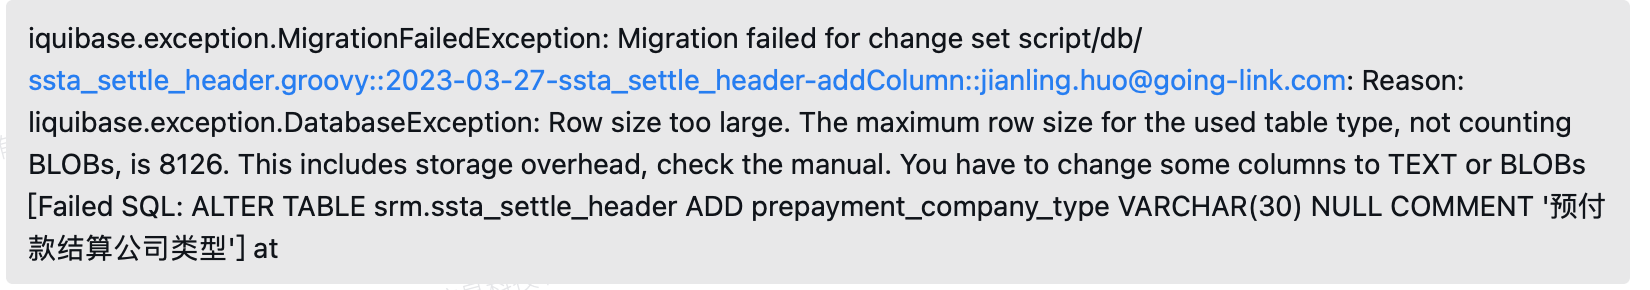 iquibase.exception.MigrationFailedException: Migration failed for change set script/db/
ssta_settle_header.groovy::2023-03-27-ssta_settle_header-addColumn::jianling.huo@going-link.com: Reason:
liquibase.exception.DatabaseException: Row size too large. The maximum row size for the used table type, not counting
BLOBs, is 8126. This includes storage overhead, check the manual. You have to change some columns to TEXT or BLOBs
[Failed SQL: ALTER TABLE srm.ssta_settle_header ADD prepayment_company_type VARCHAR(30) NULL COMMENT '预付
款结算公司类型'] at